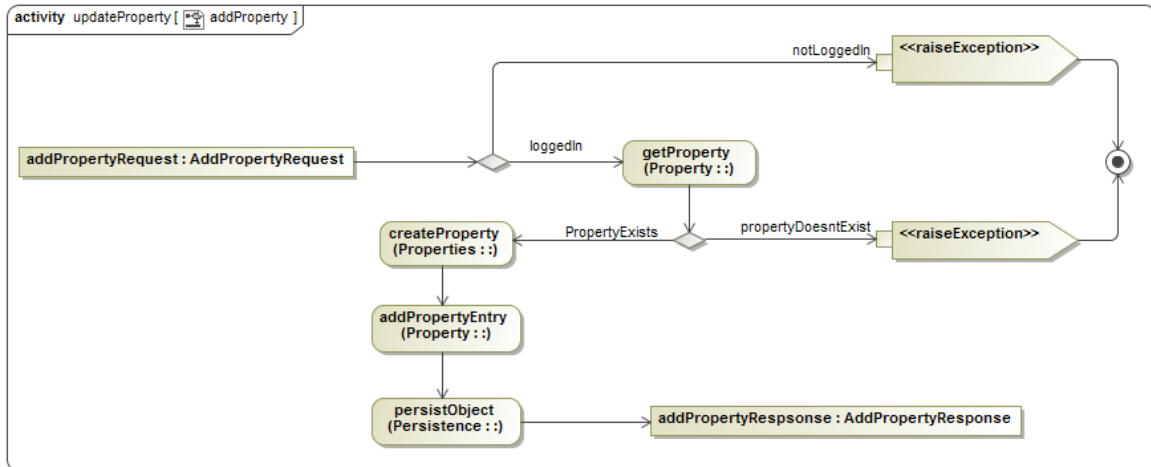 activity updateProperty [ addProperty ]
notLoggedIn
<<raiseException>>
addPropertyRequest : AddPropertyRequest
loggedIn
getProperty
(Property : :)
createProperty
(Properties : :)
PropertyExists
propertyDoesntExist
<<raiseException>>
addPropertyEntry
(Property : :)
persistObject
(Persistence : :)
addPropertyRespsonse : AddPropertyResponse